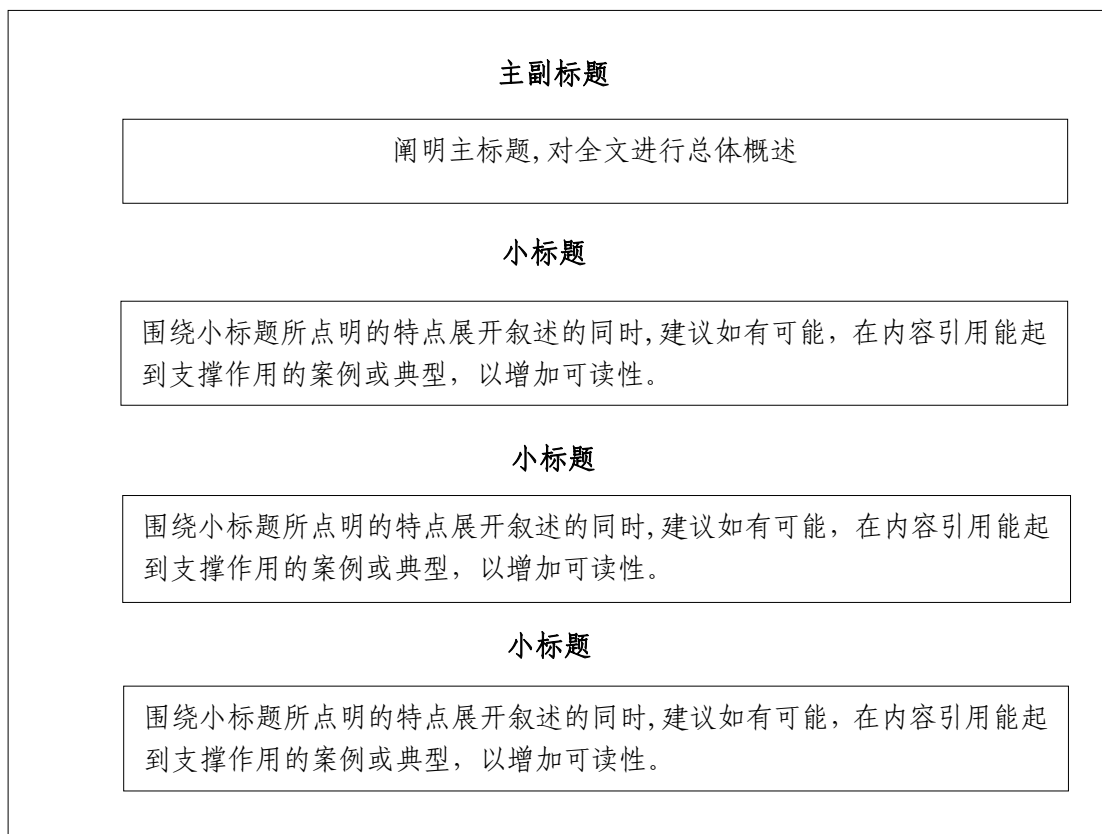 主副标题
阐明主标题,对全文进行总体概述
小标题
围绕小标题所点明的特点展开叙述的同时,建议如有可能，在内容引用能起
到支撑作用的案例或典型，以增加可读性。
小标题
围绕小标题所点明的特点展开叙述的同时,建议如有可能，在内容引用能起
到支撑作用的案例或典型，以增加可读性。
小标题
围绕小标题所点明的特点展开叙述的同时,建议如有可能，在内容引用能起
到支撑作用的案例或典型，以增加可读性。